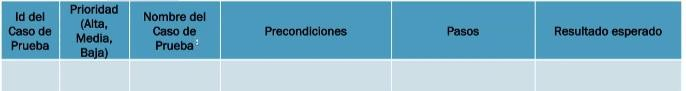 Id del
Caso de
Prueba
Prioridad
(Alta,
Media,
Baja)
Nombre del
Caso de
Prueba
Precondiciones
Pasos
Resultado esperado